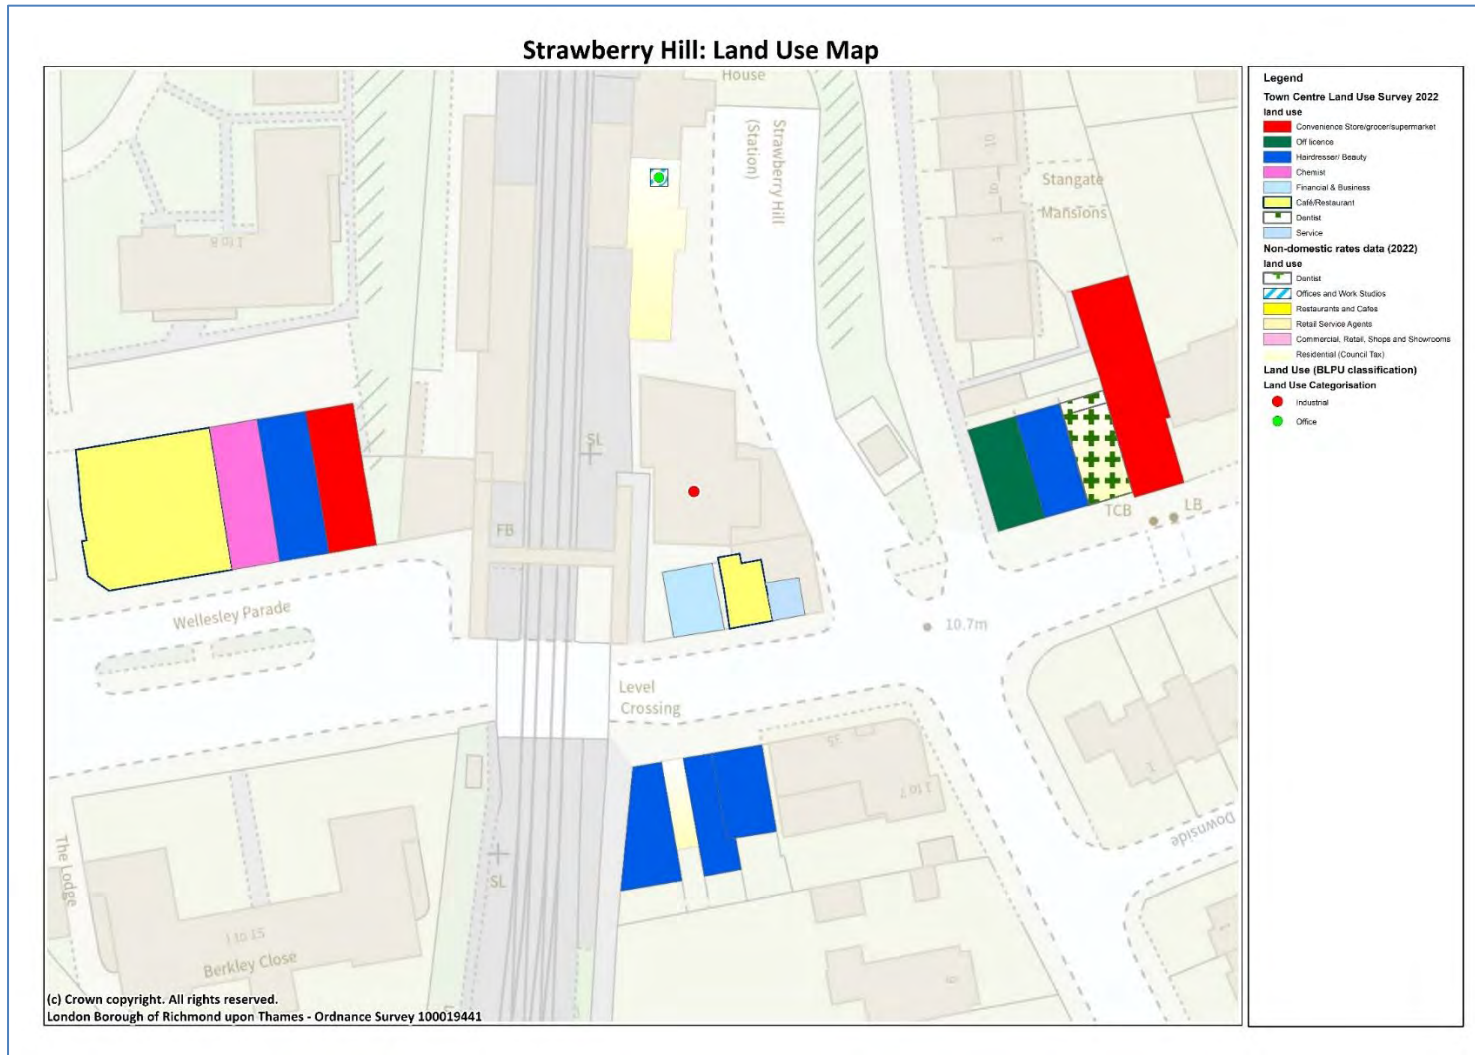 Strawberry Hill: Land Use Map
House
Strawberry Hill
(Station)
Stangate
Mansions
10
1
1 to 8
SL
FB
TCB
LB
Wellesley Parade
10.7m
Level
Crossing
35
1 to 7
1
Downside
The Lodge
SL
1 to 15
Berkley Close
(c) Crown copyright. All rights reserved.
London Borough of Richmond upon Thames - Ordnance Survey 100019441
Legend
Town Centre Land Use Survey 2022
land use
Convenience Store/grocer/supermarket
Off licence
Hairdresser/ Beauty
Chemist
Financial & Business
Café/Restaurant
Dentist
Service
Non-domestic rates data (2022)
land use
Dentist
Offices and Work Studios
Restaurants and Cafes
Retail Service Agents
Commercial, Retail, Shops and Showrooms
Residential (Council Tax)
Land Use (BLPU classification)
Land Use Categorisation
Industrial
Office